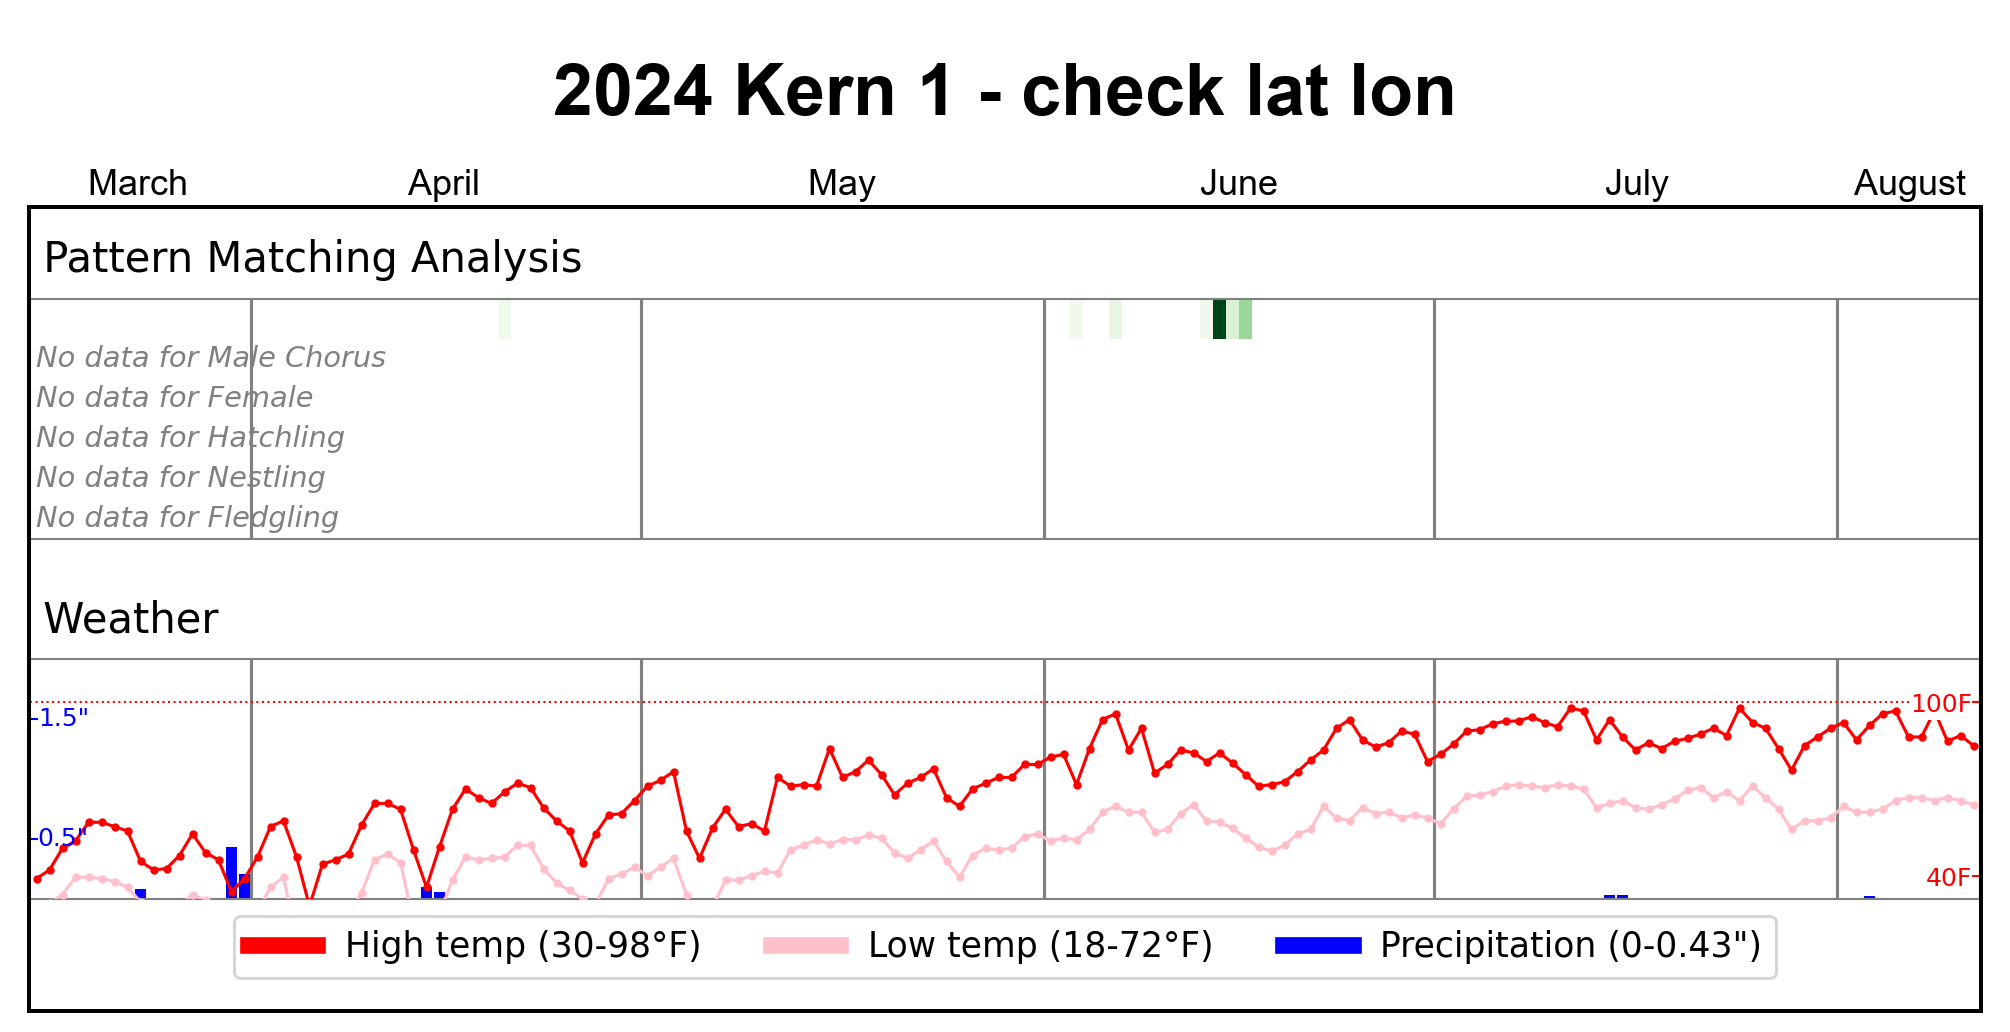 2024 Kern 1 - check lat lon
March April May June July August
Pattern Matching Analysis
No data for Male Chorus
No data for Female
No data for Hatchling
No data for Nestling
No data for Fledgling
Weather
1.5" 100F
0.5"
40F
High temp (30-98°F) Low temp (18-72°F) Precipitation (0-0.43")